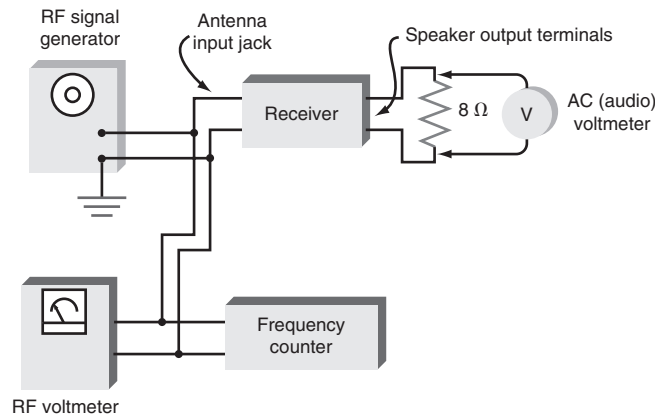 RF signal
generator
Antenna
input jack
Speaker output terminals
Receiver
8 Ω
V
AC (audio)
voltmeter
Frequency
counter
RF voltmeter